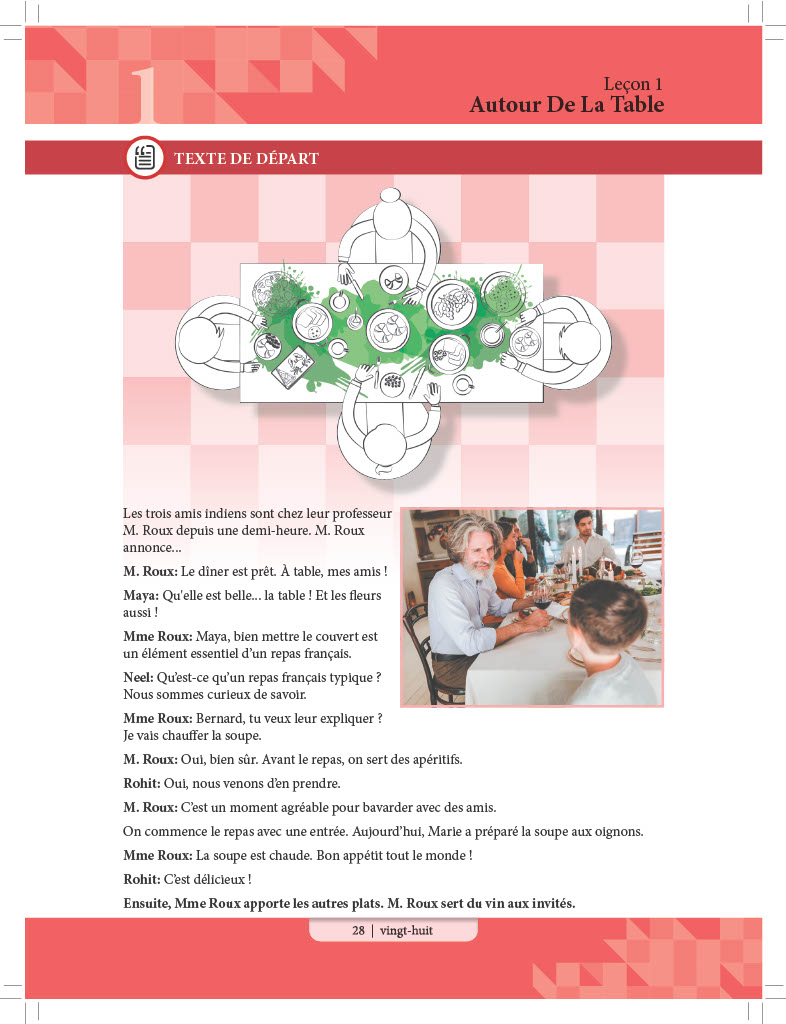 1
Leçon 1
Autour De La Table
TEXTE DE DÉPART
Les trois amis indiens sont chez leur professeur
M. Roux depuis une demi-heure. M. Roux
annonce...
M. Roux: Le dîner est prêt. À table, mes amis !
Maya: Qu'elle est belle... la table ! Et les fleurs
aussi !
Mme Roux: Maya, bien mettre le couvert est
un élément essentiel d'un repas français.
Neel: Qu'est-ce qu'un repas français typique ?
Nous sommes curieux de savoir.
Mme Roux: Bernard, tu veux leur expliquer ?
Je vais chauffer la soupe.
M. Roux: Oui, bien sûr. Avant le repas, on sert des apéritifs.
Rohit: Oui, nous venons d'en prendre.
M. Roux: C'est un moment agréable pour bavarder avec des amis.
On commence le repas avec une entrée. Aujourd'hui, Marie a préparé la soupe aux oignons.
Mme Roux: La soupe est chaude. Bon appétit tout le monde !
Rohit: C'est délicieux !
Ensuite, Mme Roux apporte les autres plats. M. Roux sert du vin aux invités.
28 | vingt-huit